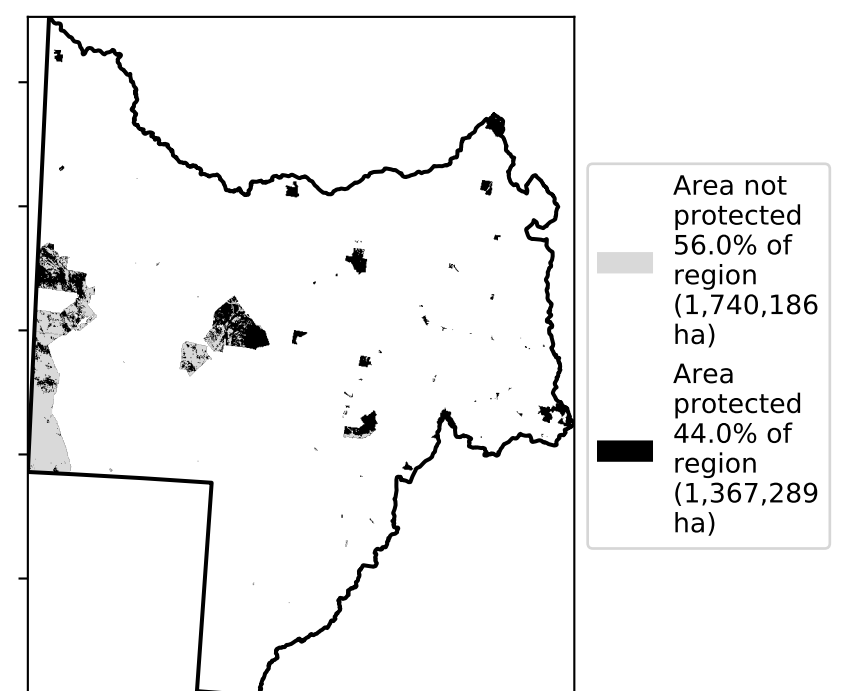 Area not
protected
56.0% of
region
(1,740,186
ha)
Area
protected
44.0% of
region
(1,367,289
ha)